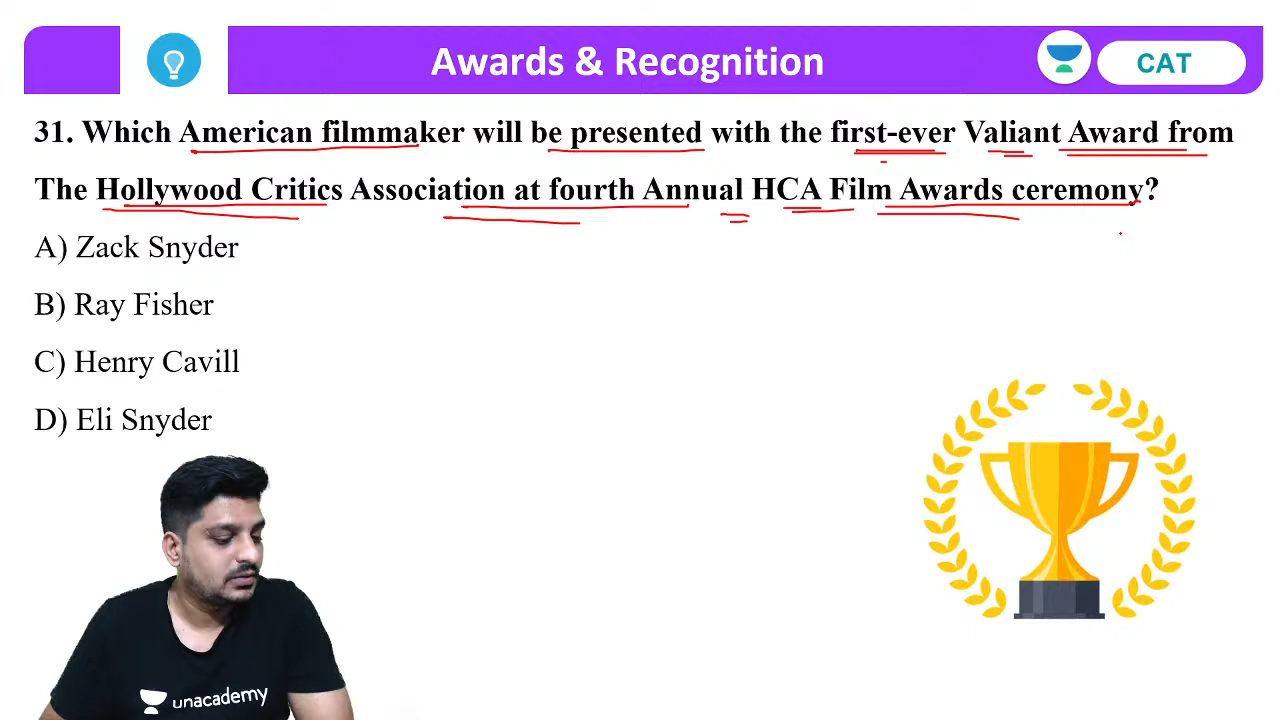 Awards & Recognition
CAT
31. Which American filmmaker will be presented with the first-ever Valiant Award from
The Hollywood Critics Association at fourth Annual HCA Film Awards ceremony?
A) Zack Snyder
B) Ray Fisher
C) Henry Cavill
D) Eli Snyder
unacademy